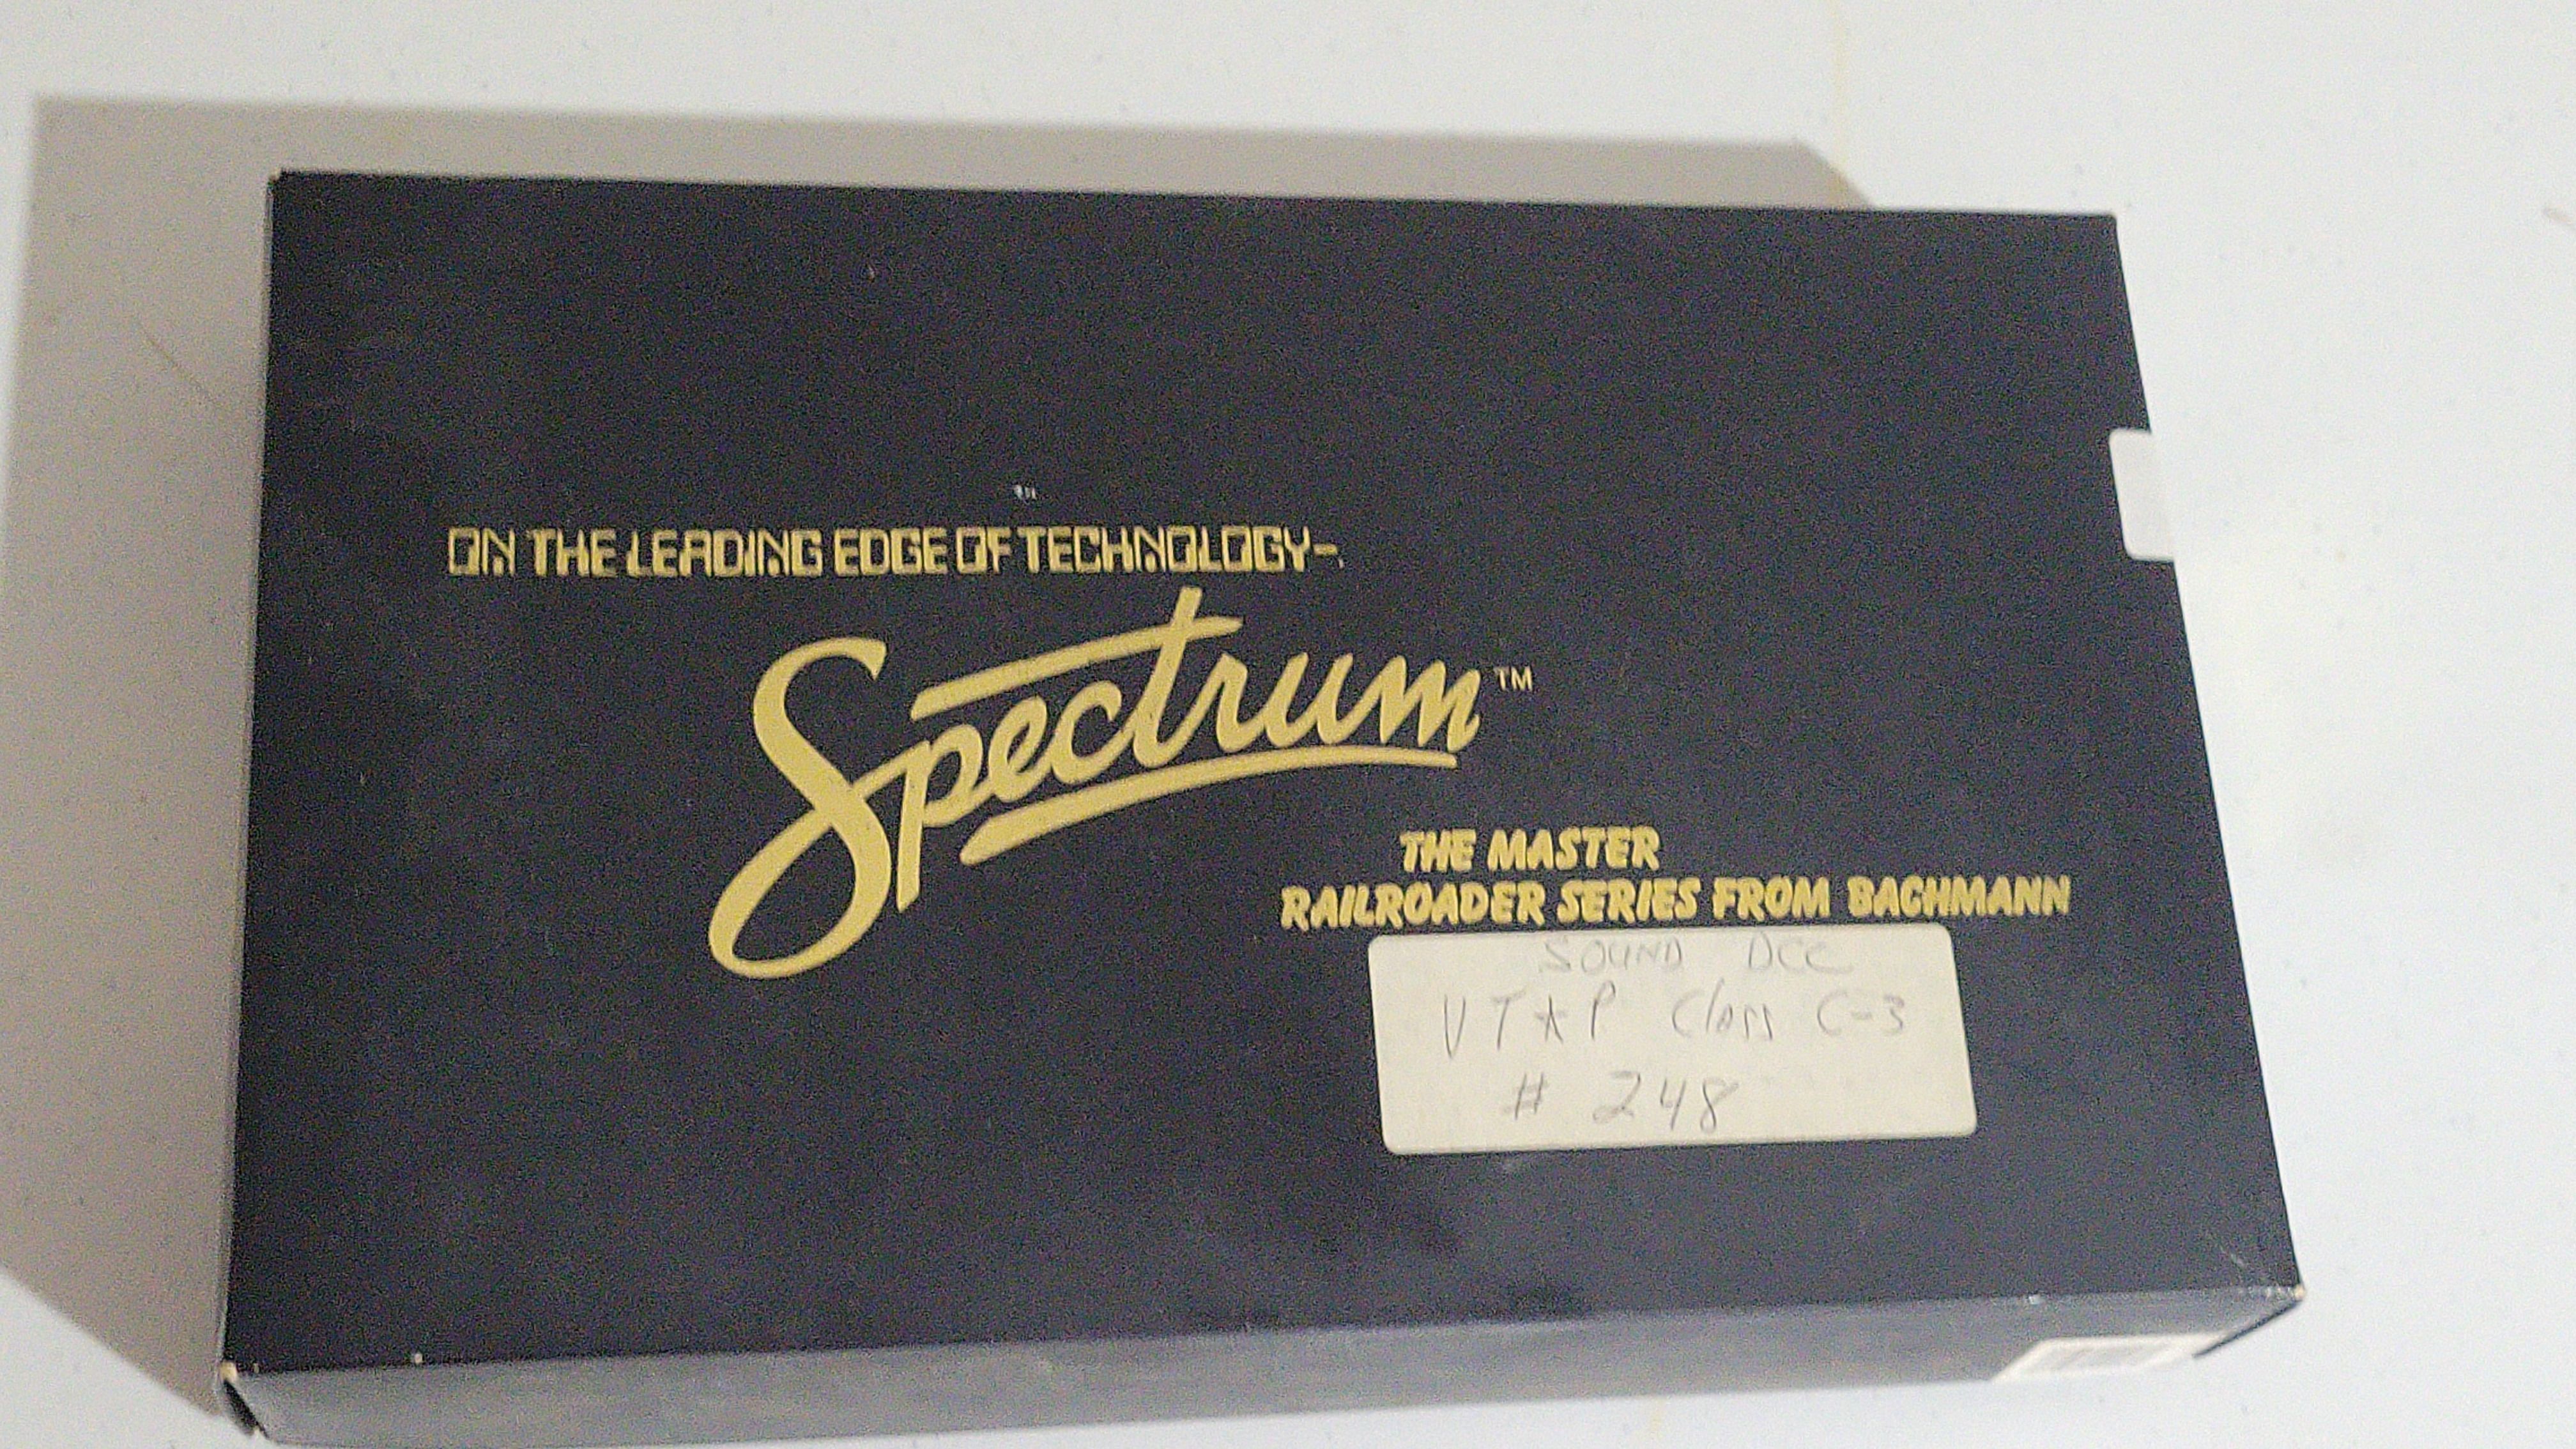 ON THE LEADING EDGE OF TECHNOLOGY-
Spectrum™
THE MASTER
RAILROADER SERIES FROM BACHMANN
SOUND DCC
VT&P Class C-3
# 248